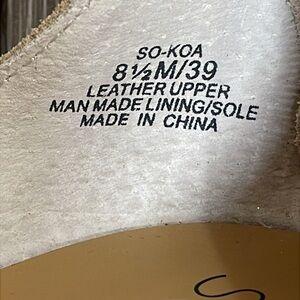 SO-KOA
8½M/39
LEATHER UPPER
MAN MADE LINING/SOLE
MADE IN CHINA
S